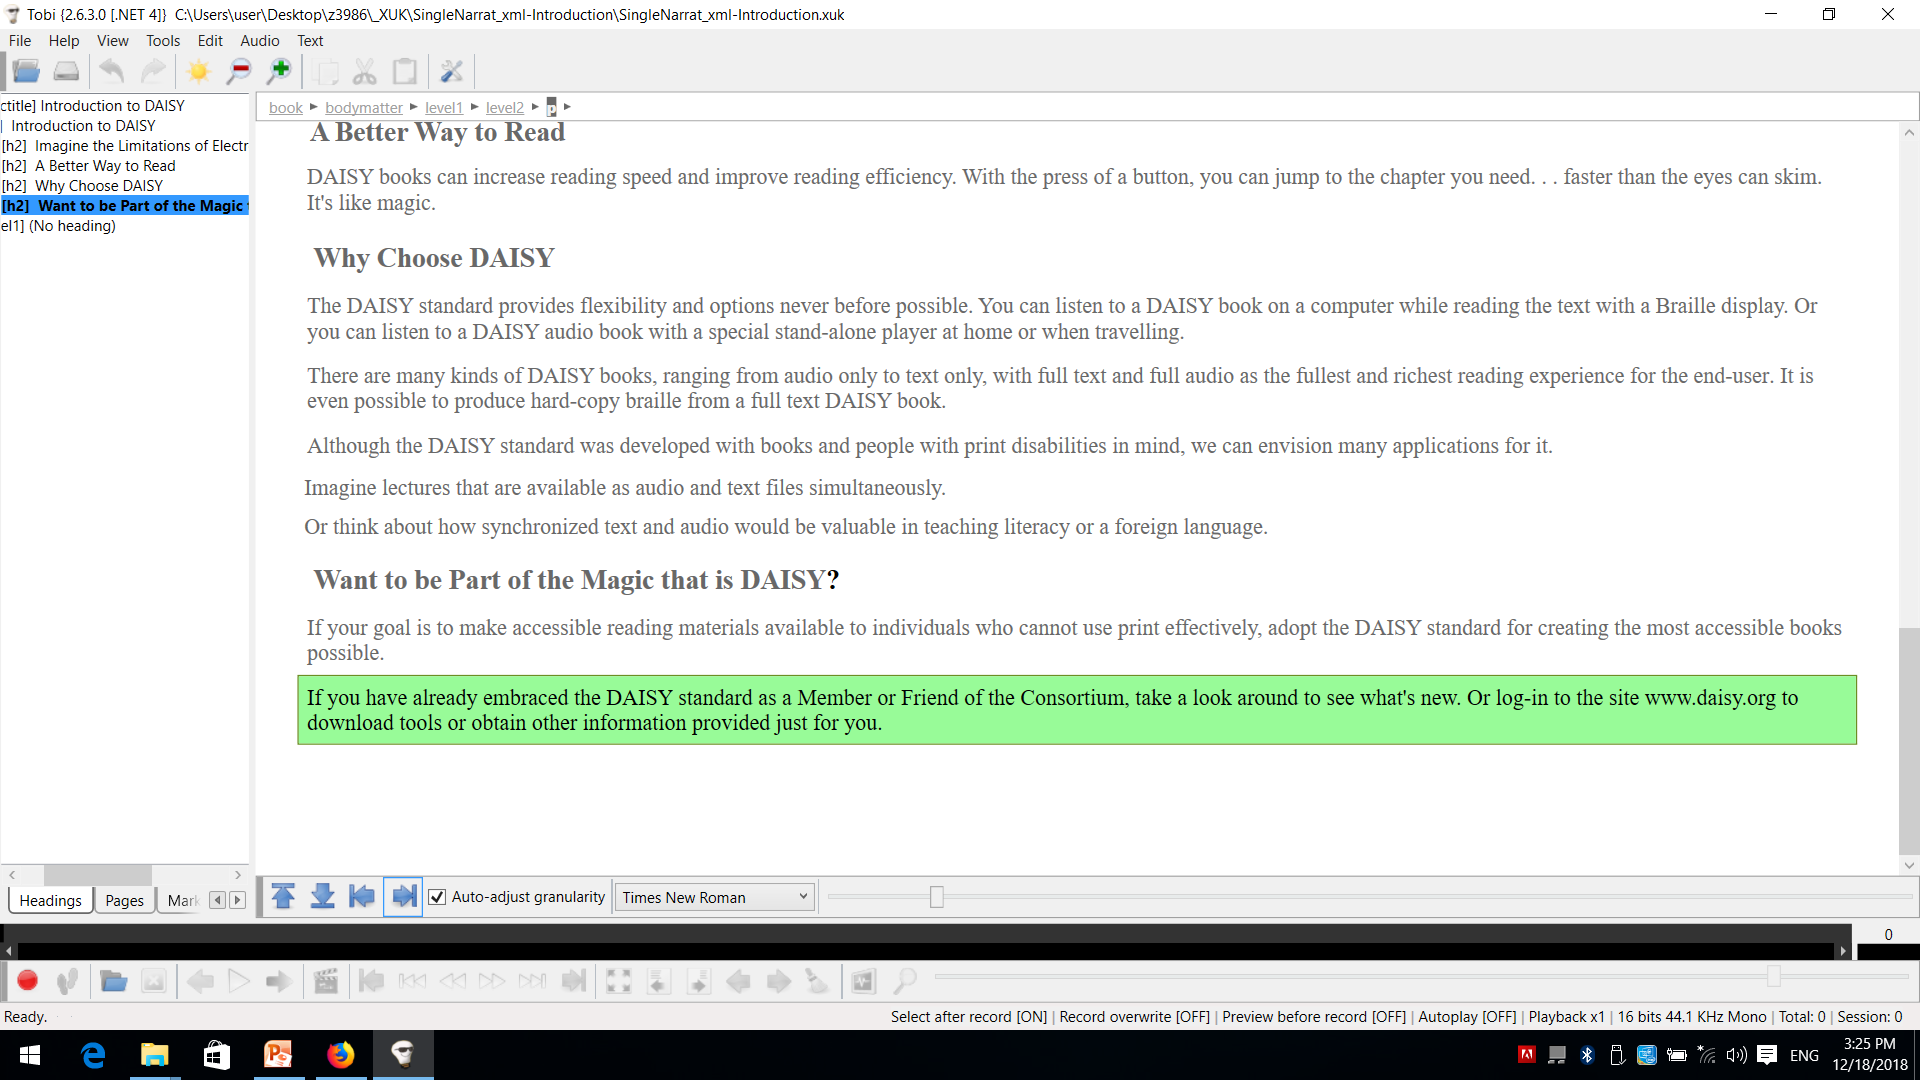 Tobi {2.6.3.0 [.NET 4]}  C:\Users\user\Desktop\z3986\_XUK\SingleNarrat_xml-Introduction\SingleNarrat_xml-Introduction.xuk
File Help View Tools Edit Audio Text
ctitle] Introduction to DAISY
| Introduction to DAISY
[h2] Imagine the Limitations of Electr
[h2] A Better Way to Read
[h2] Why Choose DAISY
[h2] Want to be Part of the Magic
el1] (No heading)
book bodymatter level1 level2 p
A Better Way to Read
DAISY books can increase reading speed and improve reading efficiency. With the press of a button, you can jump to the chapter you need. . . faster than the eyes can skim.
It's like magic.
Why Choose DAISY
The DAISY standard provides flexibility and options never before possible. You can listen to a DAISY book on a computer while reading the text with a Braille display. Or
you can listen to a DAISY audio book with a special stand-alone player at home or when travelling.
There are many kinds of DAISY books, ranging from audio only to text only, with full text and full audio as the fullest and richest reading experience for the end-user. It is
even possible to produce hard-copy braille from a full text DAISY book.
Although the DAISY standard was developed with books and people with print disabilities in mind, we can envision many applications for it.
Imagine lectures that are available as audio and text files simultaneously.
Or think about how synchronized text and audio would be valuable in teaching literacy or a foreign language.
Want to be Part of the Magic that is DAISY?
If your goal is to make accessible reading materials available to individuals who cannot use print effectively, adopt the DAISY standard for creating the most accessible books
possible.
If you have already embraced the DAISY standard as a Member or Friend of the Consortium, take a look around to see what's new. Or log-in to the site www.daisy.org to
download tools or obtain other information provided just for you.
Headings Pages Mark
Auto-adjust granularity Times New Roman
0
Ready.
Select after record [ON] | Record overwrite [OFF] | Preview before record [OFF] | Autoplay [OFF] | Playback x1 | 16 bits 44.1 KHz Mono | Total: 0 | Session: 0
ENG
3:25 PM
12/18/2018